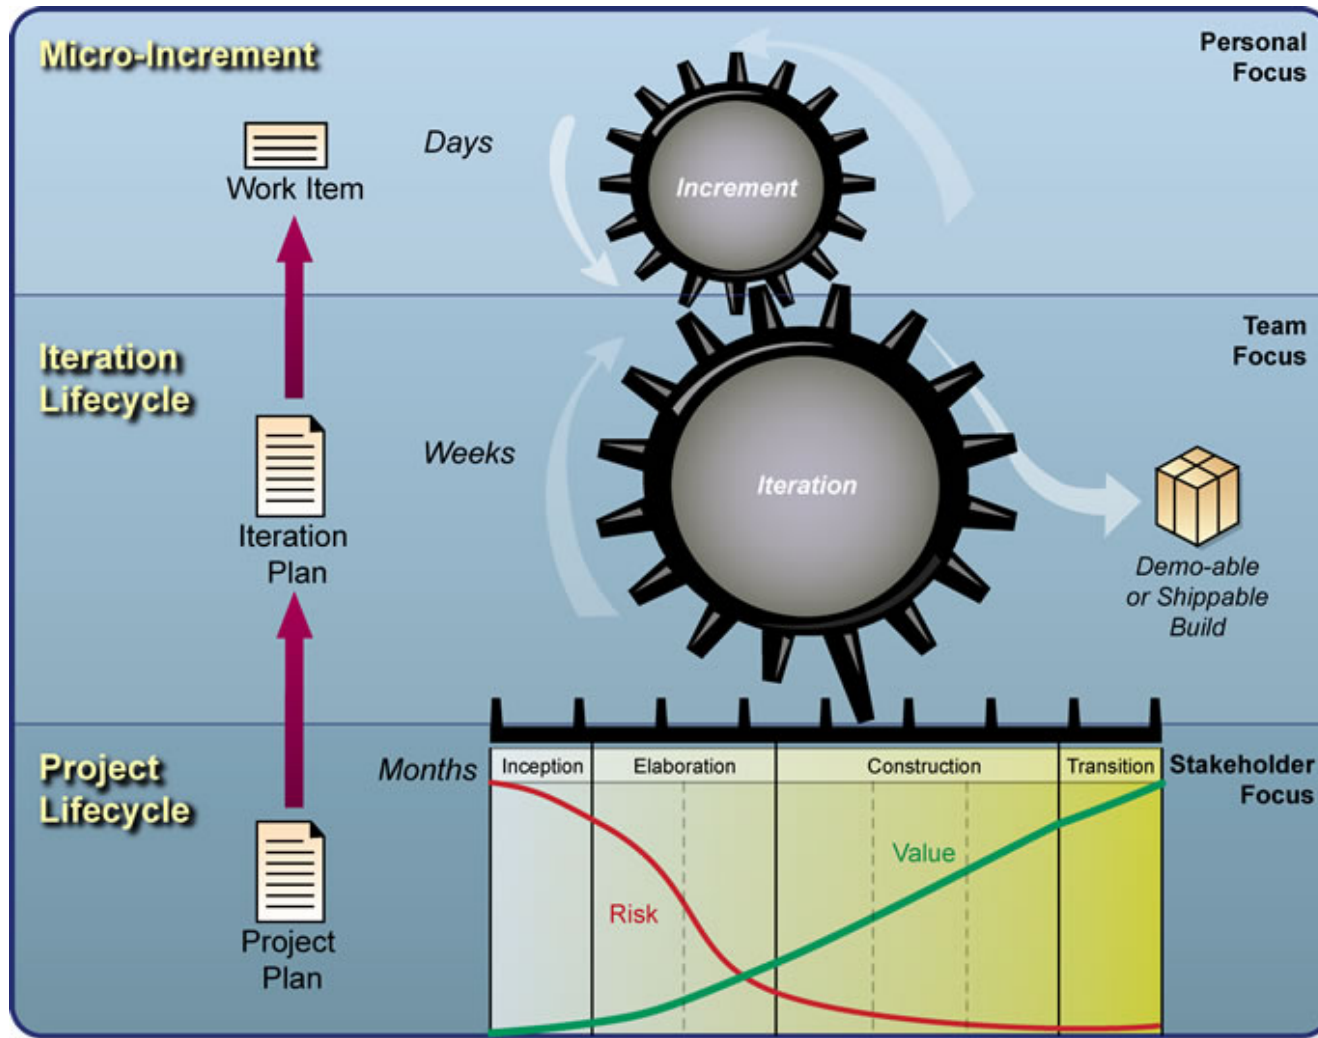 Micro-Increment
Personal
Focus
Days
Work Item
Increment
Iteration
Lifecycle
Team
Focus
Weeks
Iteration
Plan
Iteration
Demo-able
or Shippable
Build
Project
Lifecycle
Months
Inception
Elaboration
Construction
Transition
Stakeholder
Focus
Value
Risk
Project
Plan